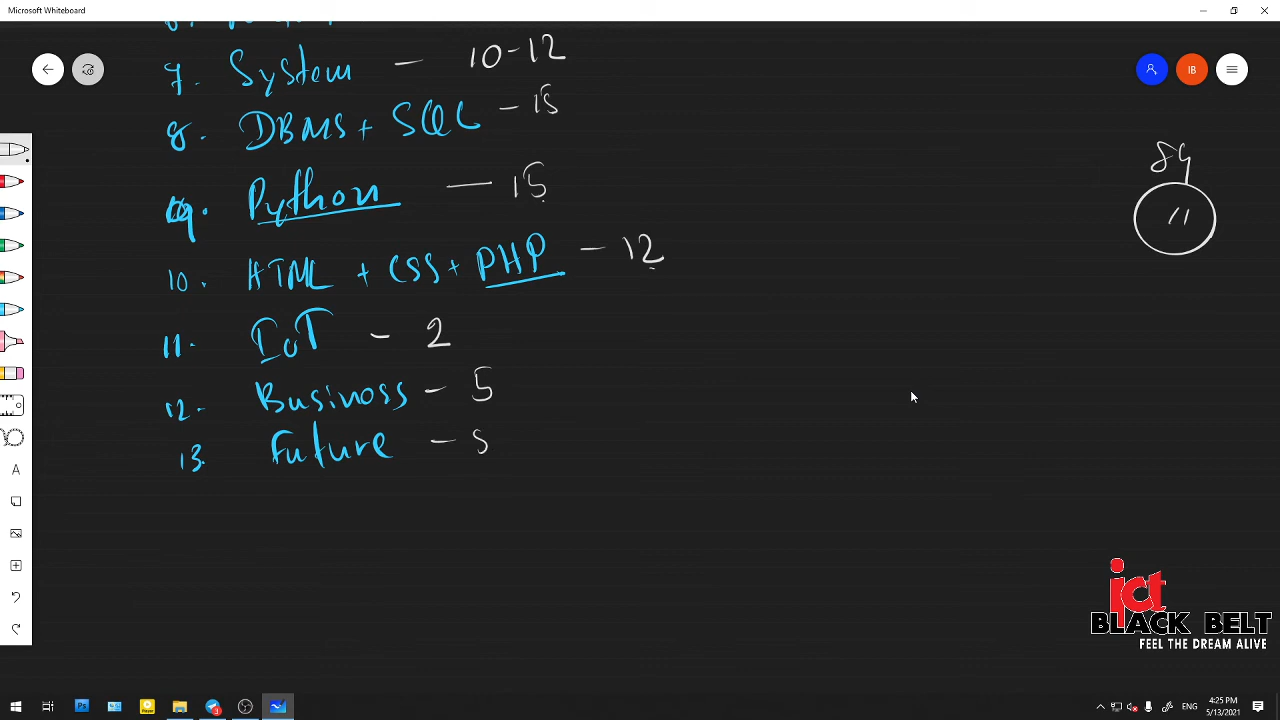 Microsoft Whiteboard
7. System - 10-12
8. DBMS + SQL - 15
9. Python - 15
10. HTML + CSS + PHP - 12
11. IoT - 2
12. Business - 5
13. Future - 5
84
11
IB
A
ict
BLACK BELT
FEEL THE DREAM ALIVE
ENG
4:25 PM
5/13/2021